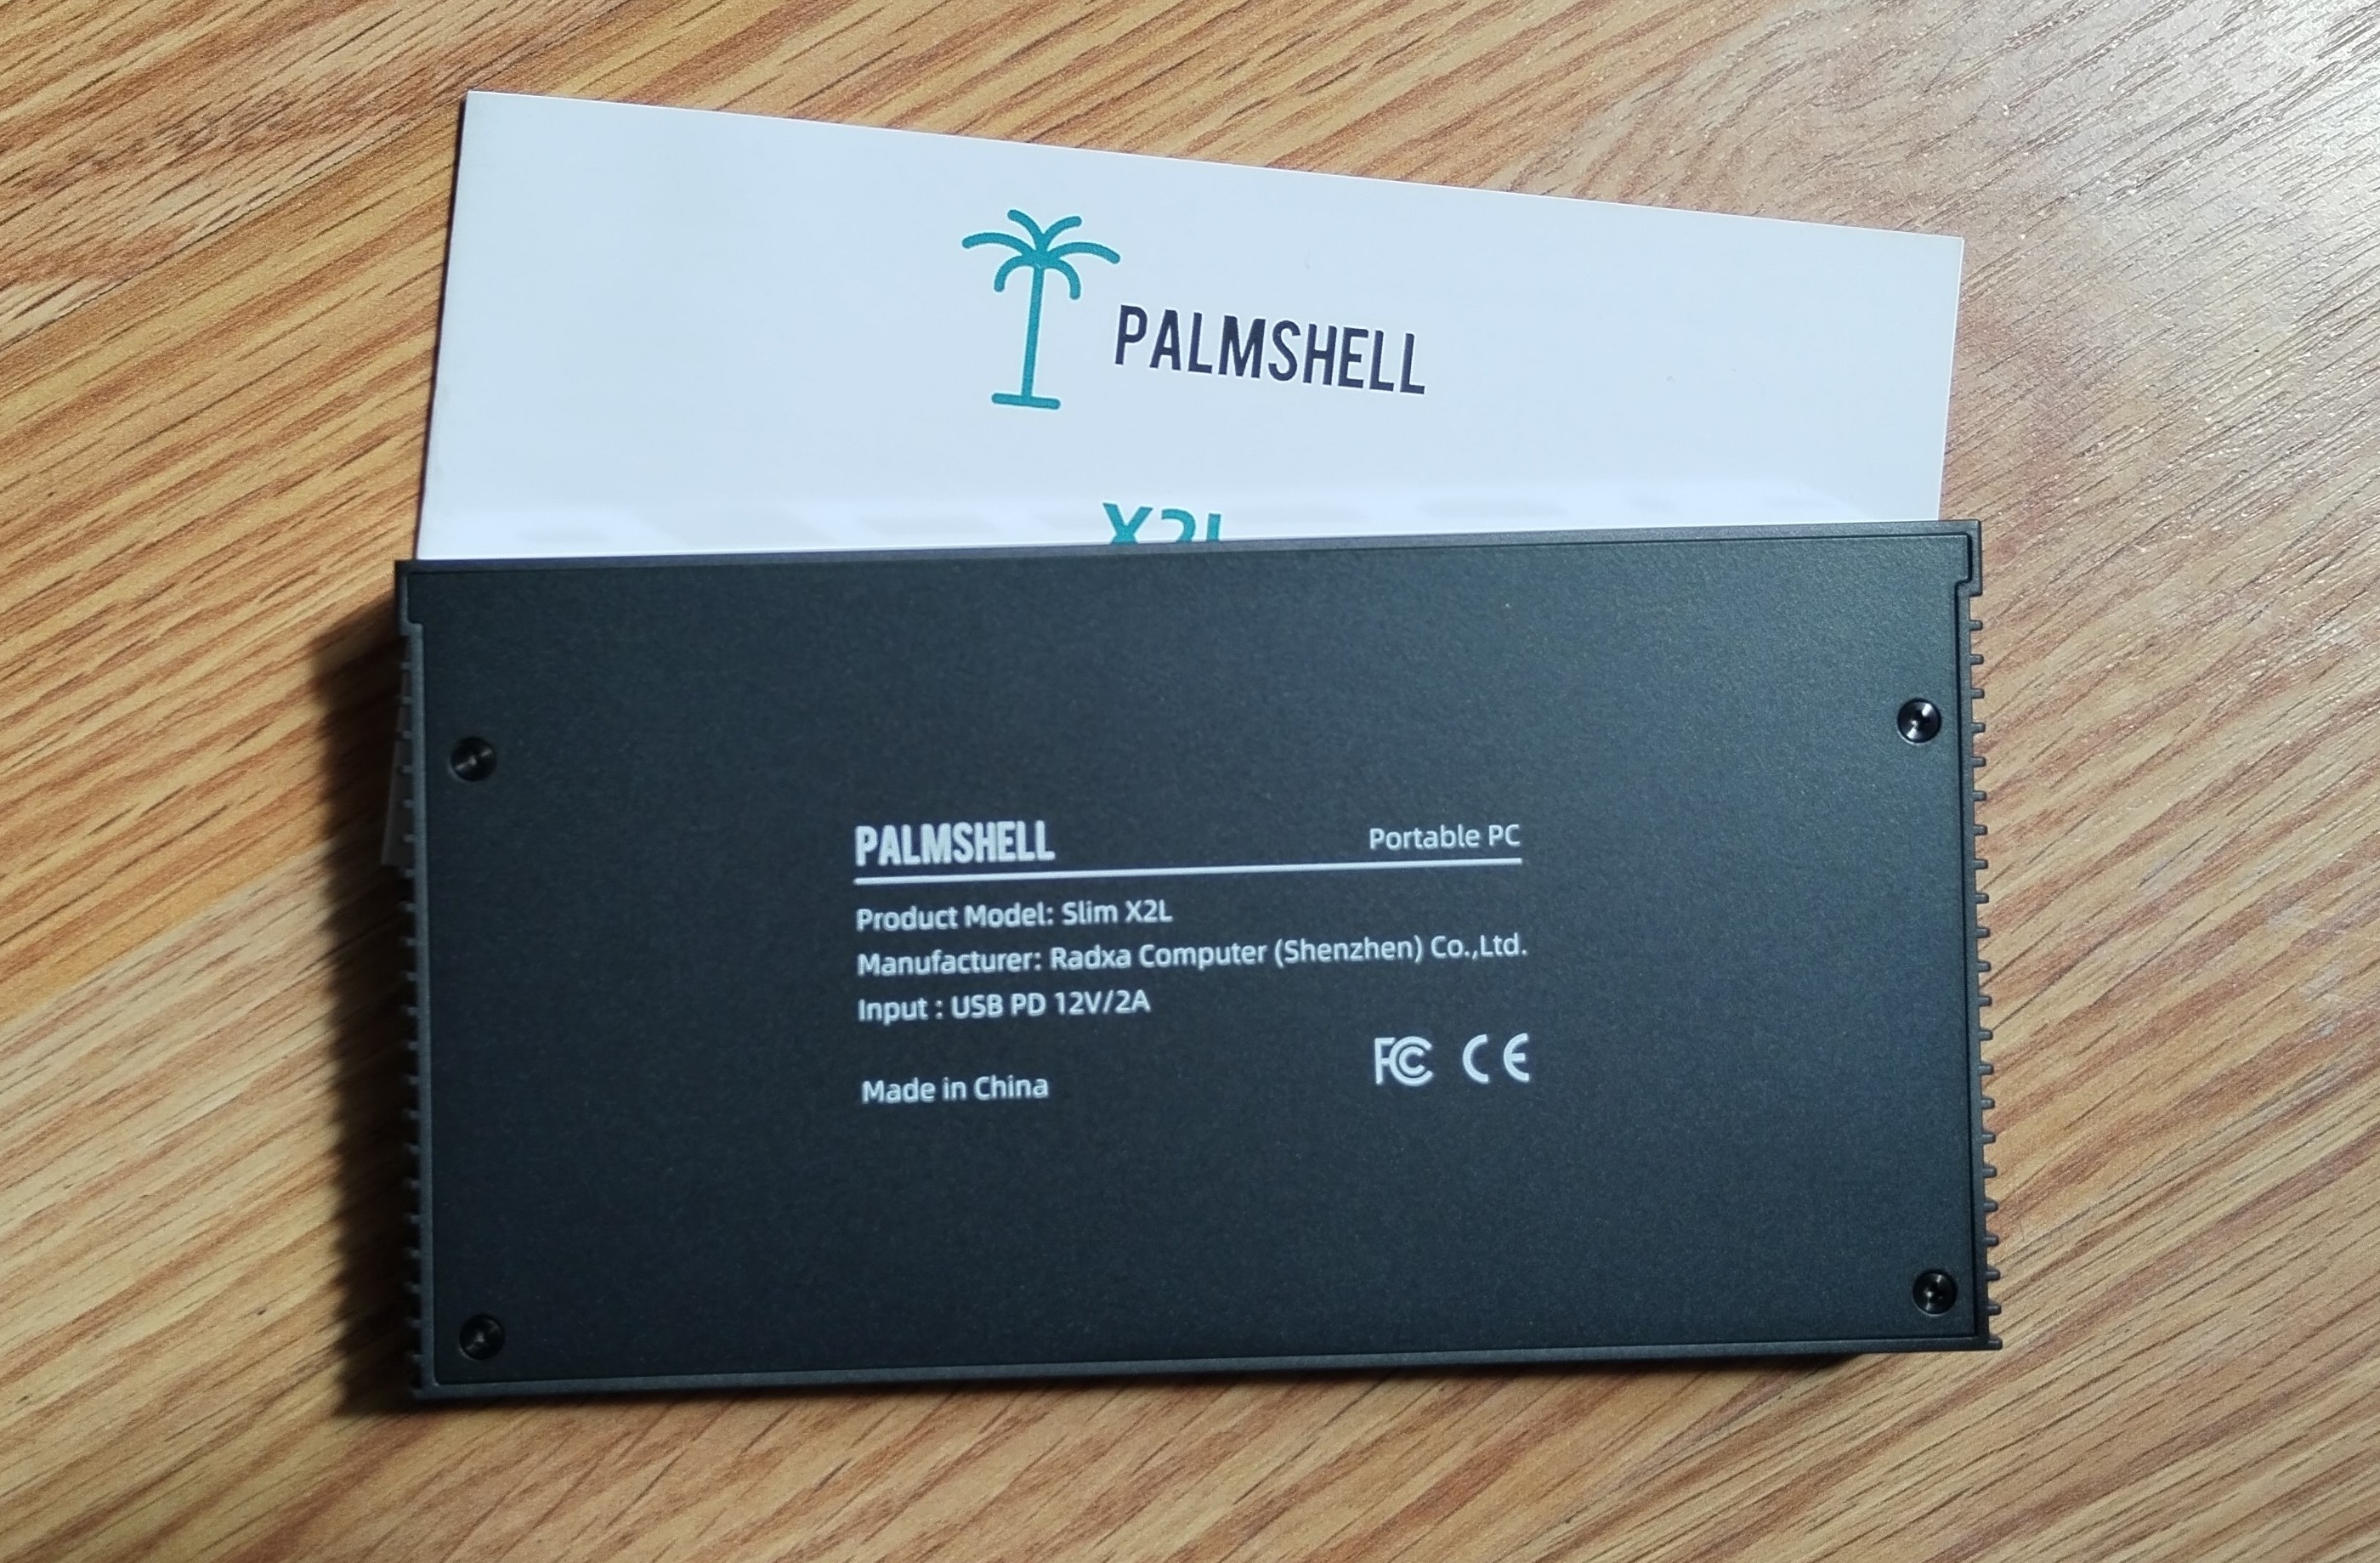 PALMSHELL
X2L
PALMSHELL Portable PC
Product Model: Slim X2L
Manufacturer: Radxa Computer (Shenzhen) Co.,Ltd.
Input : USB PD 12V/2A
Made in China FC CE